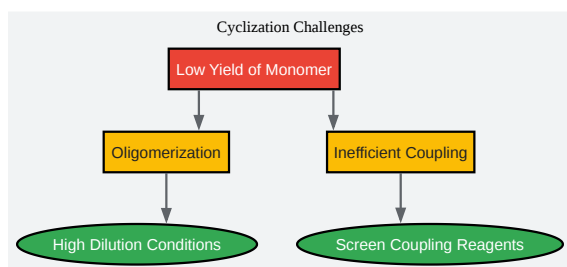 Cyclization Challenges
Low Yield of Monomer
Oligomerization
Inefficient Coupling
High Dilution Conditions
Screen Coupling Reagents